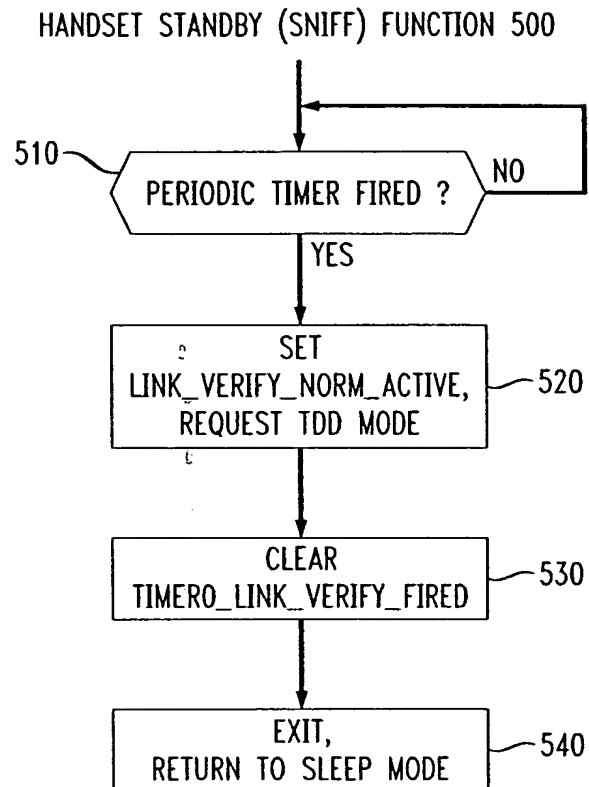 HANDSET STANDBY (SNIFF) FUNCTION 500
510
PERIODIC TIMER FIRED ?
NO
YES
SET
LINK_VERIFY_NORM_ACTIVE,
REQUEST TDD MODE
520
CLEAR
TIMER0_LINK_VERIFY_FIRED
530
EXIT,
RETURN TO SLEEP MODE
540